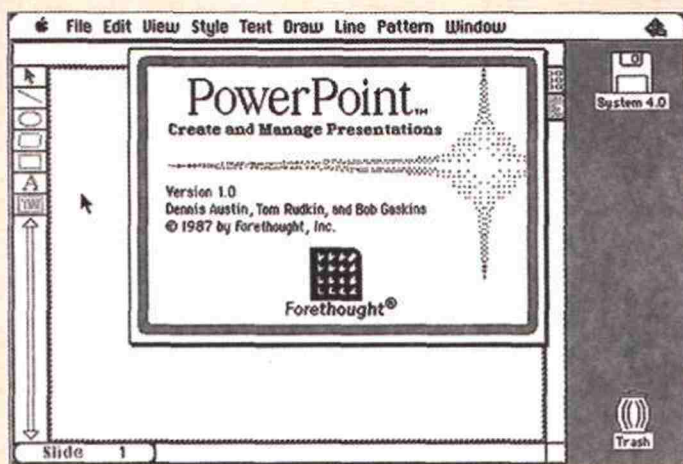 File Edit View Style Text Draw Line Pattern Window
PowerPoint™
Create and Manage Presentations
Version 1.0
Dennis Austin, Tom Rudkin, and Bob Gaskins
© 1987 by Forethought, Inc.
Forethought®
System 4.0
A
Trash
Slide 1